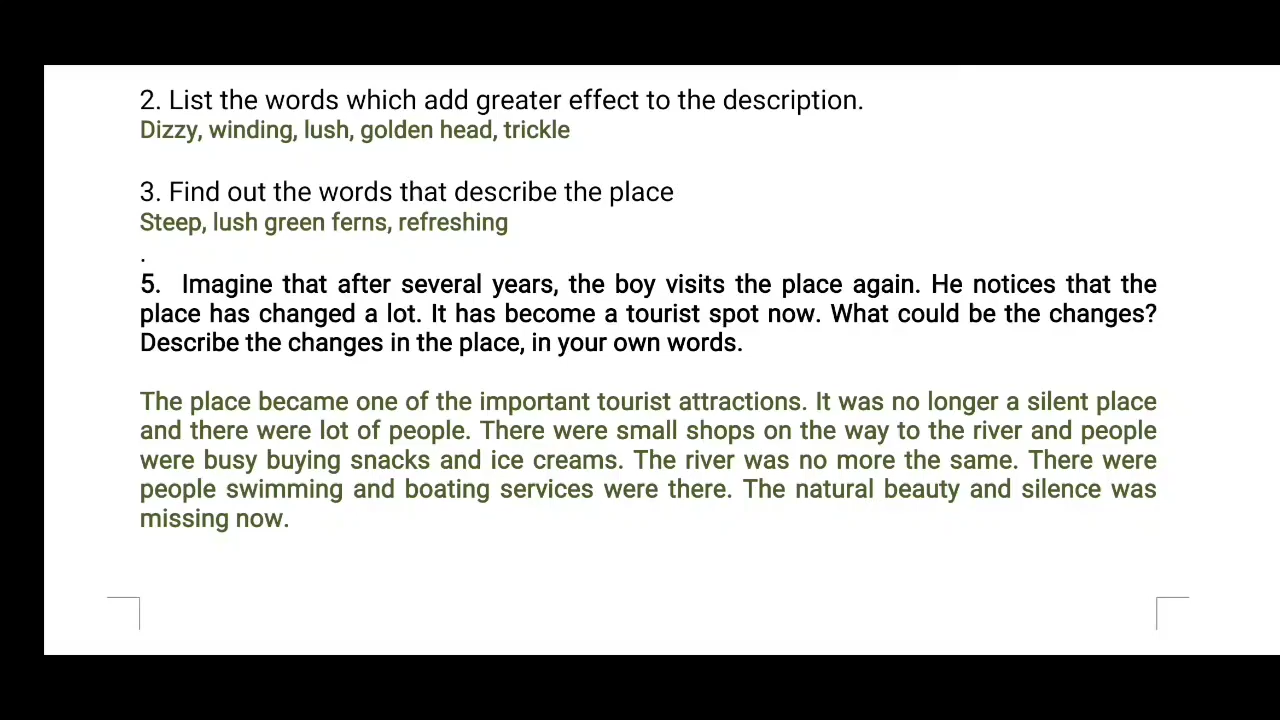 2. List the words which add greater effect to the description.
Dizzy, winding, lush, golden head, trickle
3. Find out the words that describe the place
Steep, lush green ferns, refreshing
.
5. Imagine that after several years, the boy visits the place again. He notices that the
place has changed a lot. It has become a tourist spot now. What could be the changes?
Describe the changes in the place, in your own words.
The place became one of the important tourist attractions. It was no longer a silent place
and there were lot of people. There were small shops on the way to the river and people
were busy buying snacks and ice creams. The river was no more the same. There were
people swimming and boating services were there. The natural beauty and silence was
missing now.